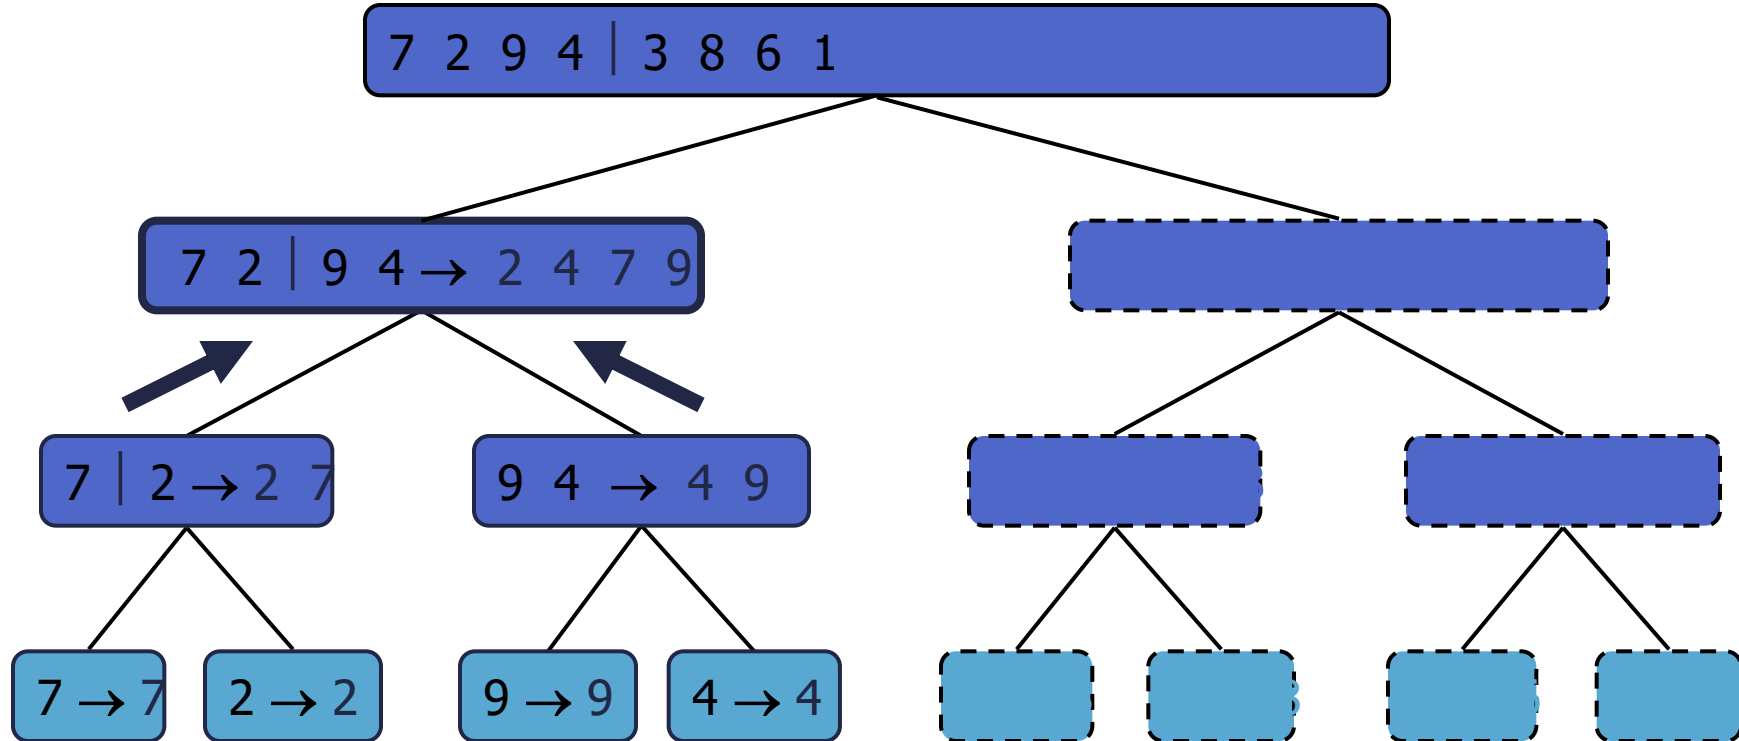 7 2 9 4 | 3 8 6 1
7 2 | 9 4 → 2 4 7 9
7 | 2 → 2 7
9 4 → 4 9
7 → 7
2 → 2
9 → 9
4 → 4